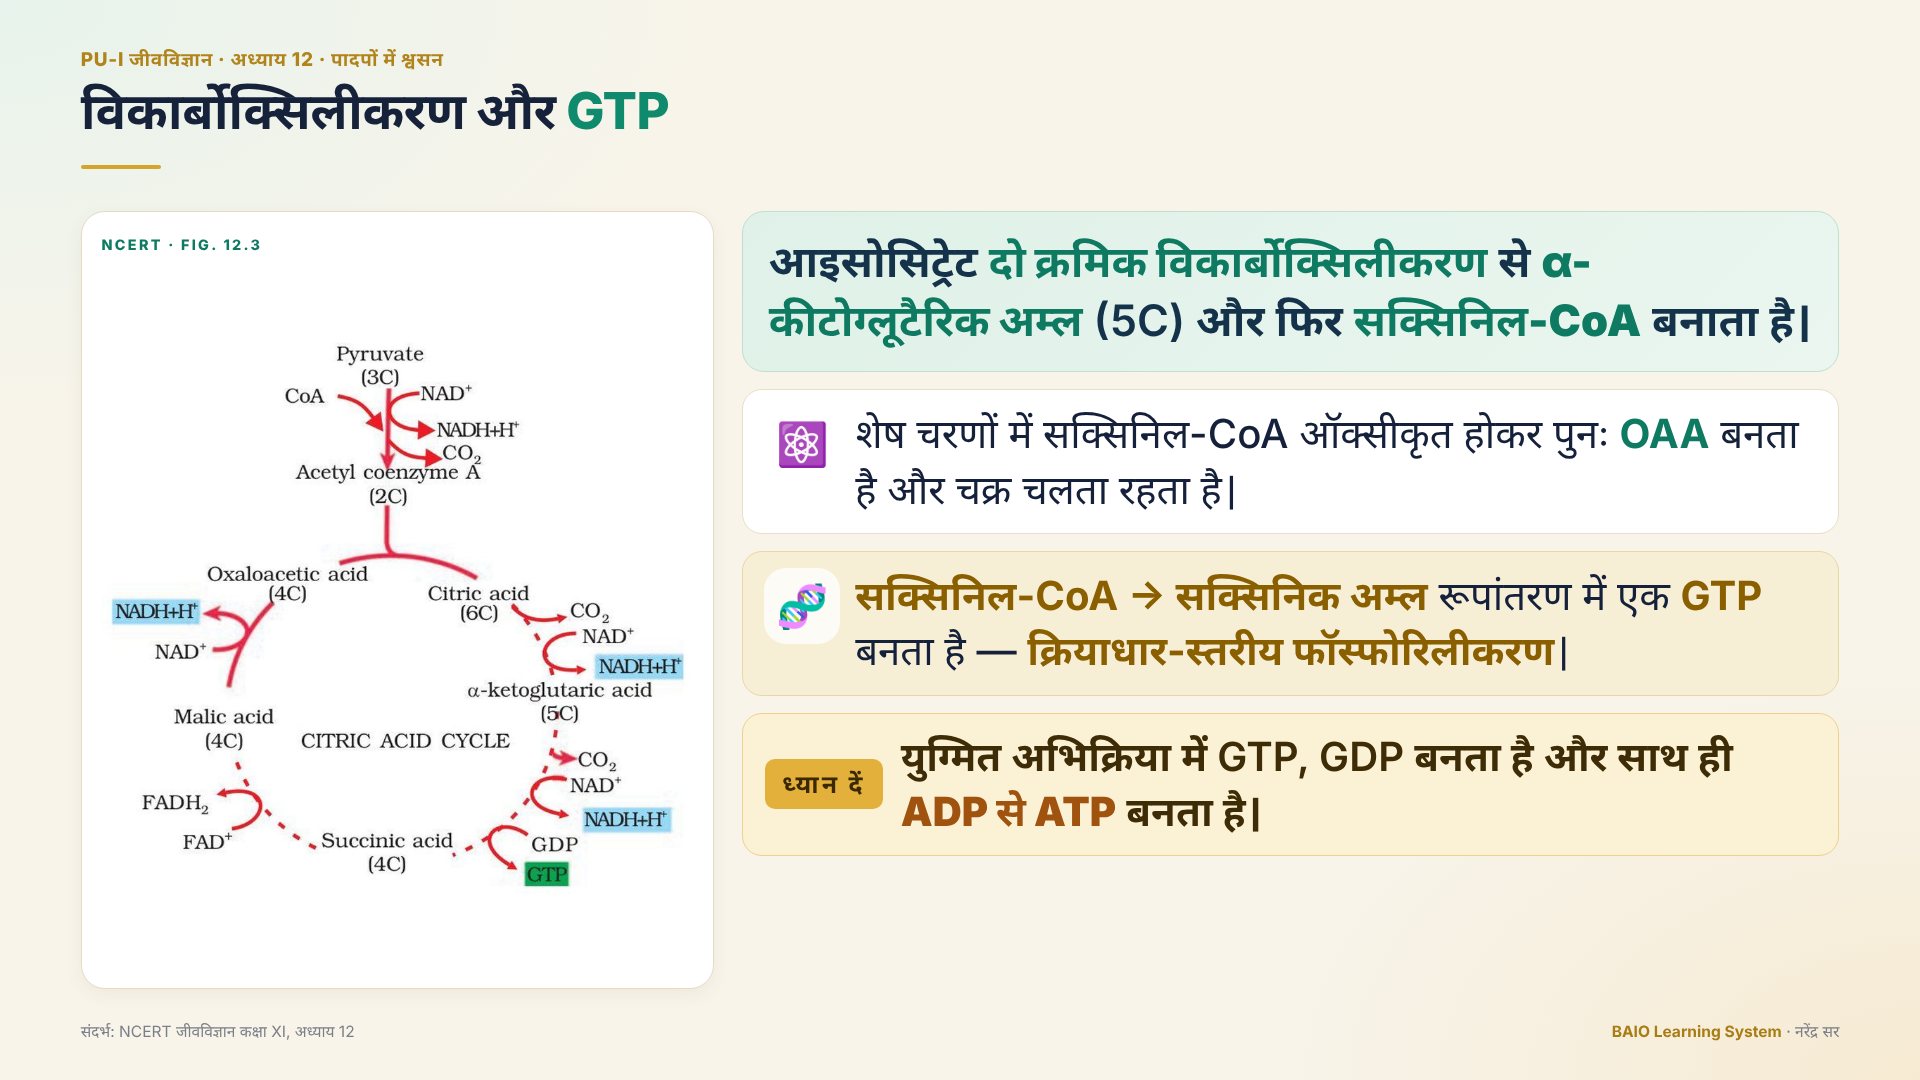 PU-I जीवविज्ञान · अध्याय 12 · पादपों में श्वसन
विकार्बोक्सिलीकरण और GTP
NCERT · FIG. 12.3
Pyruvate
(3C)
CoA
NAD⁺
NADH+H⁺
CO₂
Acetyl coenzyme A
(2C)
Oxaloacetic acid
(4C)
Citric acid
(6C)
CO₂
NADH+H⁺
NAD⁺
NAD⁺
NADH+H⁺
α-ketoglutaric acid
(5C)
Malic acid
(4C)
CITRIC ACID CYCLE
CO₂
NAD⁺
NADH+H⁺
FADH₂
FAD⁺
Succinic acid
(4C)
GDP
GTP
आइसोसिट्रेट दो क्रमिक विकार्बोक्सिलीकरण से α-
कीटोग्लूटैरिक अम्ल (5C) और फिर सक्सिनिल-CoA बनाता है|
शेष चरणों में सक्सिनिल-CoA ऑक्सीकृत होकर पुनः OAA बनता
है और चक्र चलता रहता है|
सक्सिनिल-CoA → सक्सिनिक अम्ल रूपांतरण में एक GTP
बनता है — क्रियाधार-स्तरीय फॉस्फोरिलीकरण|
ध्यान दें
युग्मित अभिक्रिया में GTP, GDP बनता है और साथ ही
ADP से ATP बनता है|
संदर्भ: NCERT जीवविज्ञान कक्षा XI, अध्याय 12
BAIO Learning System · नरेंद्र सर